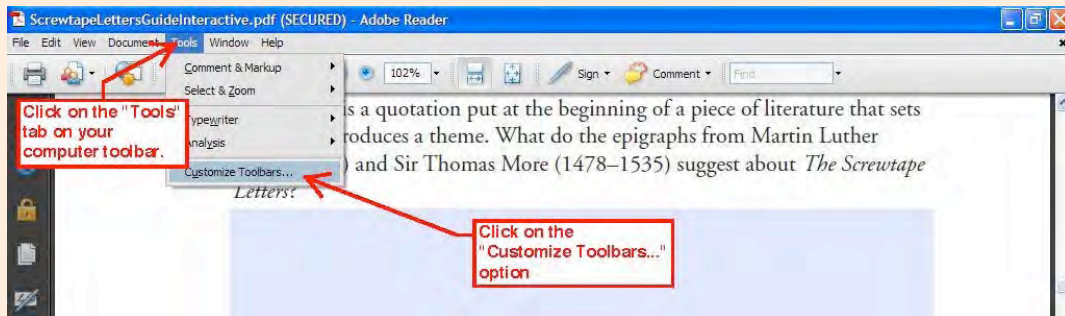 ScrewtapeLettersGuideInteractive.pdf (SECURED) - Adobe Reader
File Edit View Document Tools Window Help
Comment & Markup
Select & Zoom
Typewriter
Analysis
Customize Toolbars...
102% Sign Comment Find
Click on the "Tools"
tab on your
computer toolbar.
is a quotation put at the beginning of a piece of literature that sets
roduces a theme. What do the epigraphs from Martin Luther
) and Sir Thomas More (1478–1535) suggest about The Screwtape
Letters?
Click on the
"Customize Toolbars..."
option